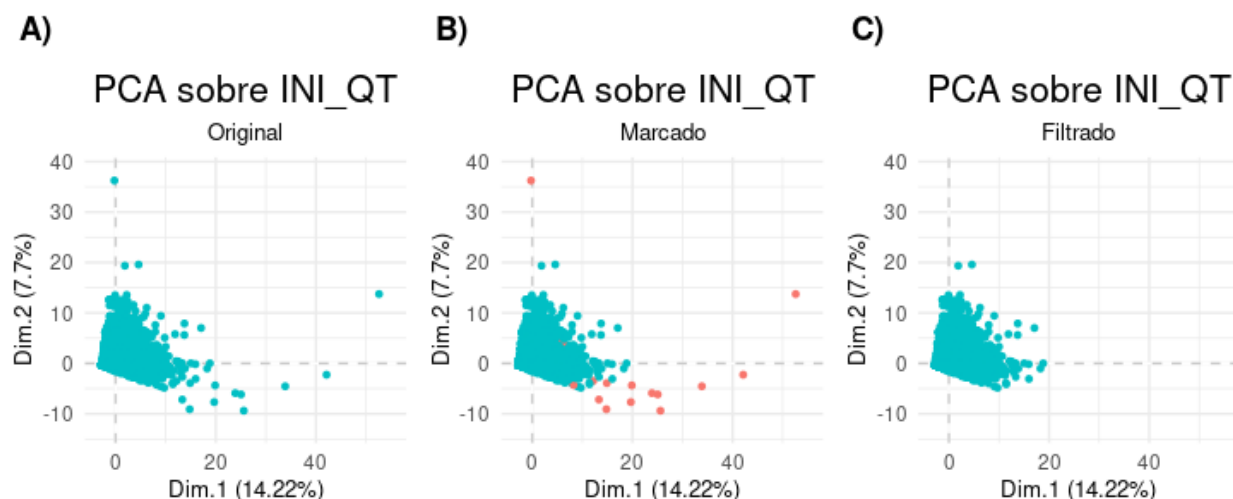 A)
PCA sobre INI_QT
Original
40
30
20
10
0
-10
Dim.2 (7.7%)
0
20
40
Dim.1 (14.22%)
B)
PCA sobre INI_QT
Marcado
40
30
20
10
0
-10
Dim.2 (7.7%)
0
20
40
Dim.1 (14.22%)
C)
PCA sobre INI_QT
Filtrado
40
30
20
10
0
-10
Dim.2 (7.7%)
0
20
40
Dim.1 (14.22%)